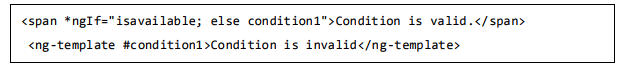 <span *ngIf="isavailable; else condition1">Condition is valid.</span>
<ng-template #condition1>Condition is invalid</ng-template>